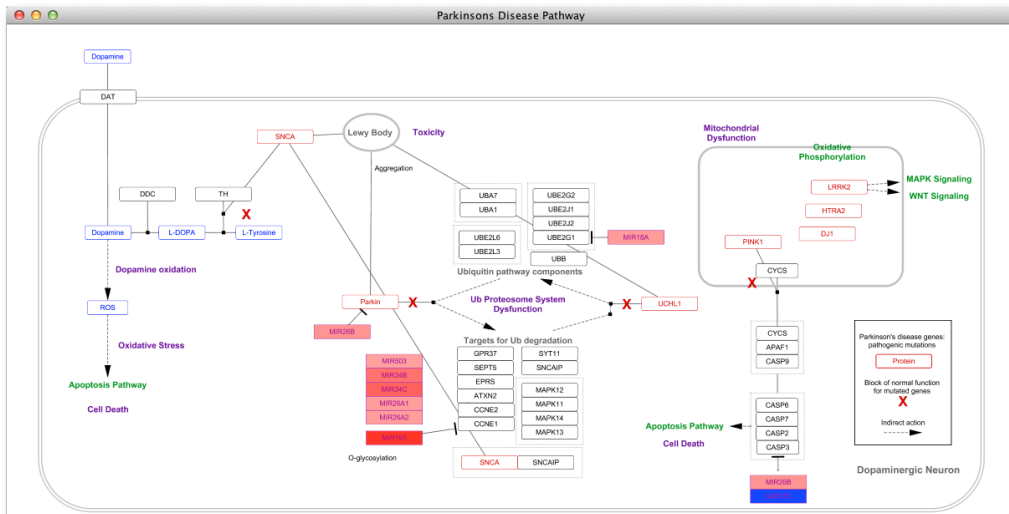 Parkinsons Disease Pathway
Dopamine
DAT
SNCA
Lewy Body
Toxicity
Aggregation
DDC
TH
X
Dopamine
L-DOPA
L-Tyrosine
Dopamine oxidation
ROS
Oxidative Stress
Apoptosis Pathway
Cell Death
UBA7
UBA1
UBE2L6
UBE2L3
UBE2G2
UBE2J1
UBE2J2
UBE2G1
MIR18A
UBB
Ubiquitin pathway components
Parkin
X
Ub Proteosome System
Dysfunction
X
UCHL1
MIR26B
Targets for Ub degradation
MIR503
MIR34B
MIR34C
MIR26A1
MIR26A2
GPR37
SEPT5
EPRS
ATXN2
CCNE2
CCNE1
SYT11
SNCAIP
MAPK12
MAPK11
MAPK14
MAPK13
O-glycosylation
SNCA
SNCAIP
Mitochondrial
Dysfunction
Oxidative
Phosphorylation
LRRK2
MAPK Signaling
WNT Signaling
HTRA2
DJ1
PINK1
CYCS
X
CYCS
APAF1
CASP9
CASP6
CASP7
CASP2
CASP3
Apoptosis Pathway
Cell Death
MIR26B
Parkinson's disease genes:
pathogenic mutations
Protein
Block of normal function
for mutated genes
X
Indirect action
Dopaminergic Neuron